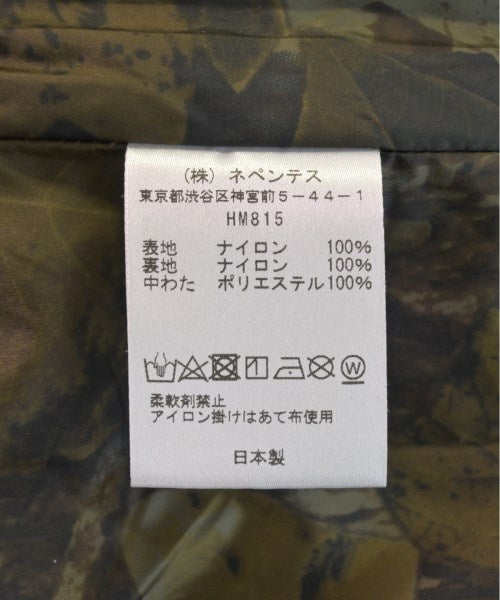 （株）ネペンテス
東京都渋谷区神宮前５－４４－１
HM815
表地 ナイロン 100%
裏地 ナイロン 100%
中わた ポリエステル100%
W
柔軟剤禁止
アイロン掛けはあて布使用
日本製